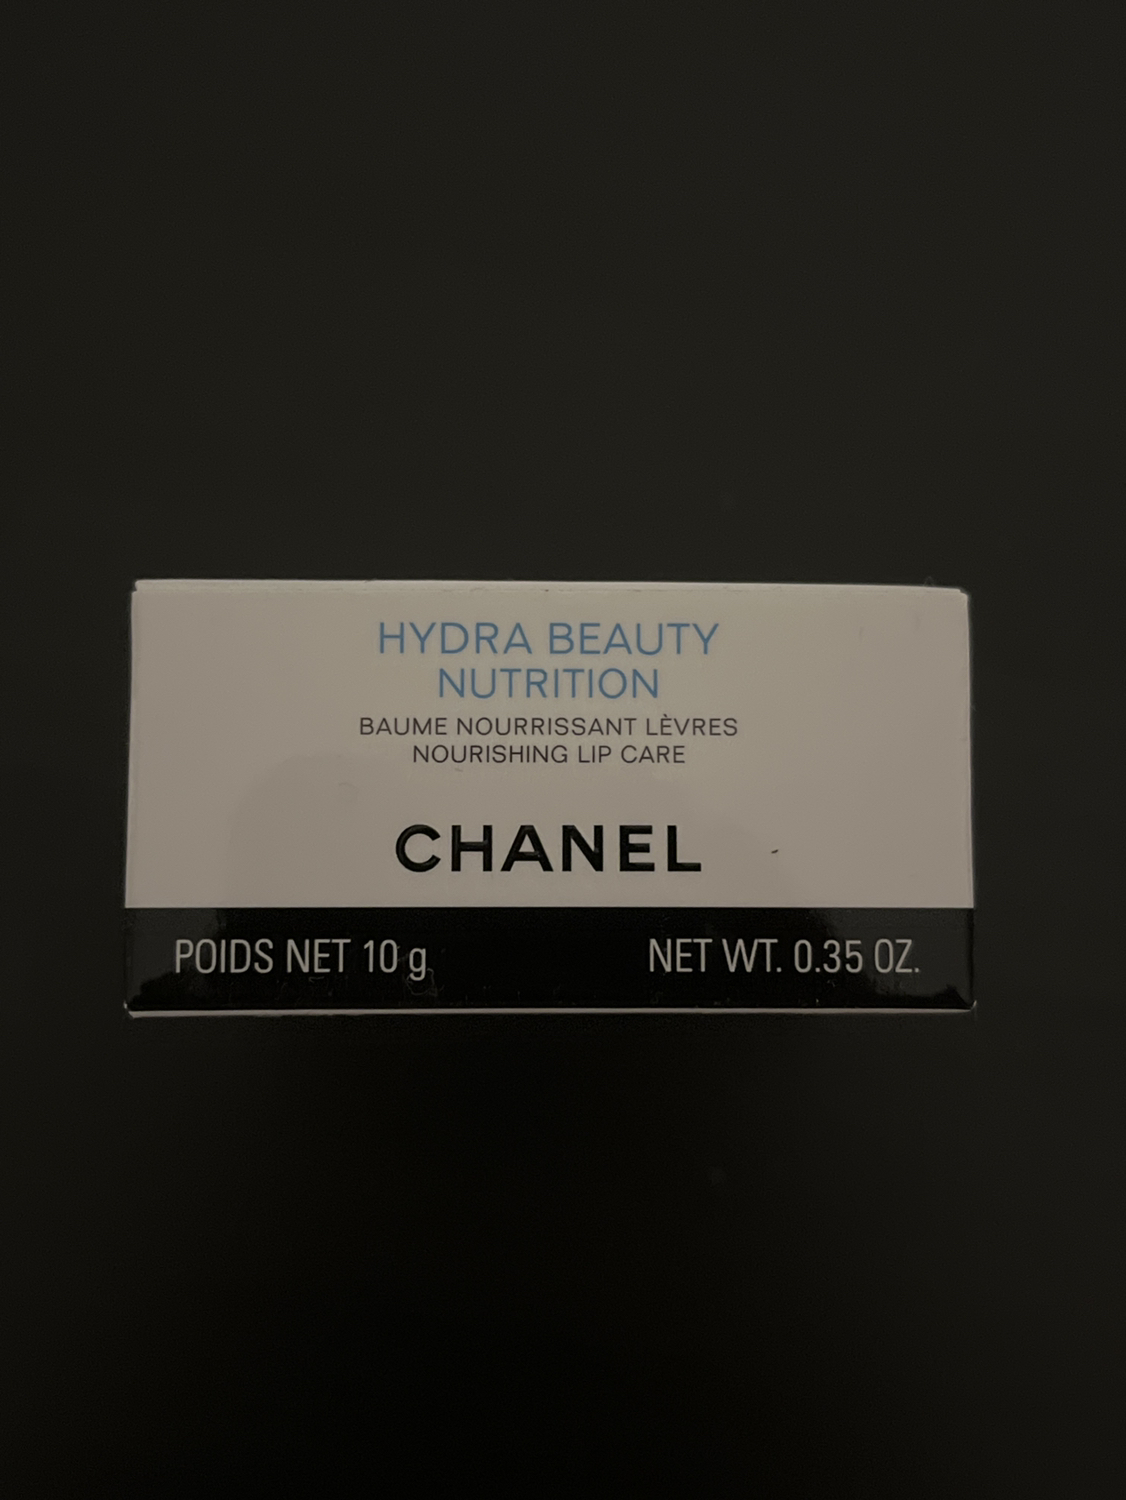 HYDRA BEAUTY
NUTRITION
BAUME NOURRISSANT LÈVRES
NOURISHING LIP CARE
CHANEL
POIDS NET 10 g NET WT. 0.35 OZ.